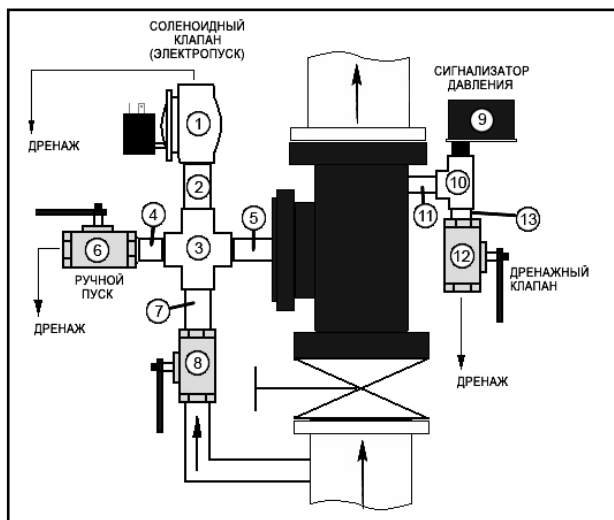 СОЛЕНОИДНЫЙ
КЛАПАН
(ЭЛЕКТРОПУСК)
СИГНАЛИЗАТОР
ДАВЛЕНИЯ
1
9
ДРЕНАЖ
2
10
4
5
11
13
6
3
12
РУЧНОЙ
ПУСК
ДРЕНАЖНЫЙ
КЛАПАН
7
ДРЕНАЖ
8
ДРЕНАЖ